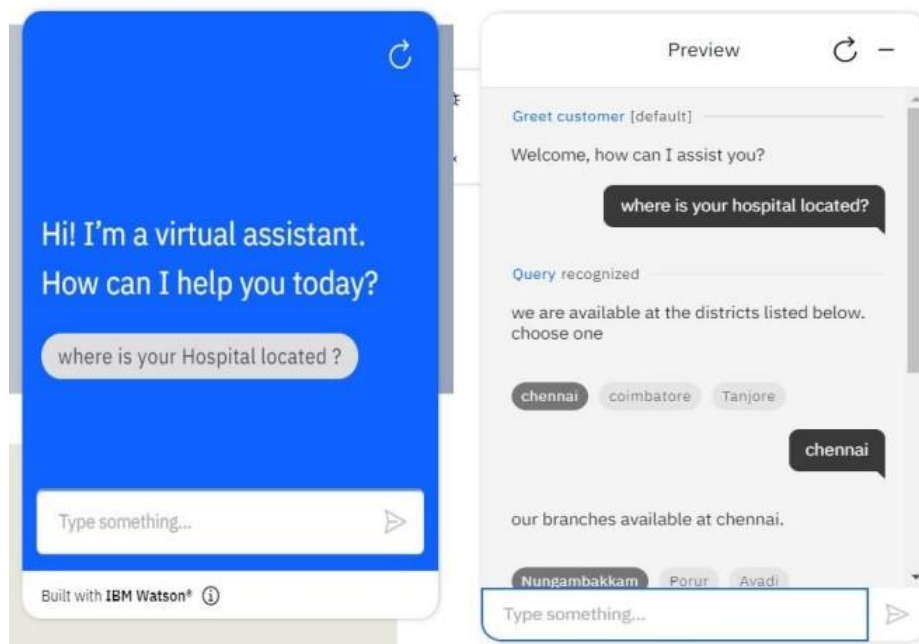 Hi! I'm a virtual assistant.
How can I help you today?
where is your Hospital located ?
Type something...
Built with IBM Watson®
Preview
Greet customer [default]
Welcome, how can I assist you?
where is your hospital located?
Query recognized
we are available at the districts listed below.
choose one
chennai coimbatore Tanjore
chennai
our branches available at chennai.
Nungambakkam Porur Avadi
Type something...